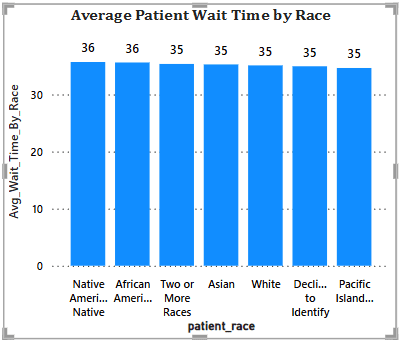 Average Patient Wait Time by Race
36 36 35 35 35 35 35
30
20
10
0
Avg_Wait_Time_By_Race
Native Ameri... Native
African Ameri...
Two or More Races
Asian
White
Decli... to Identify
Pacific Island...
patient_race